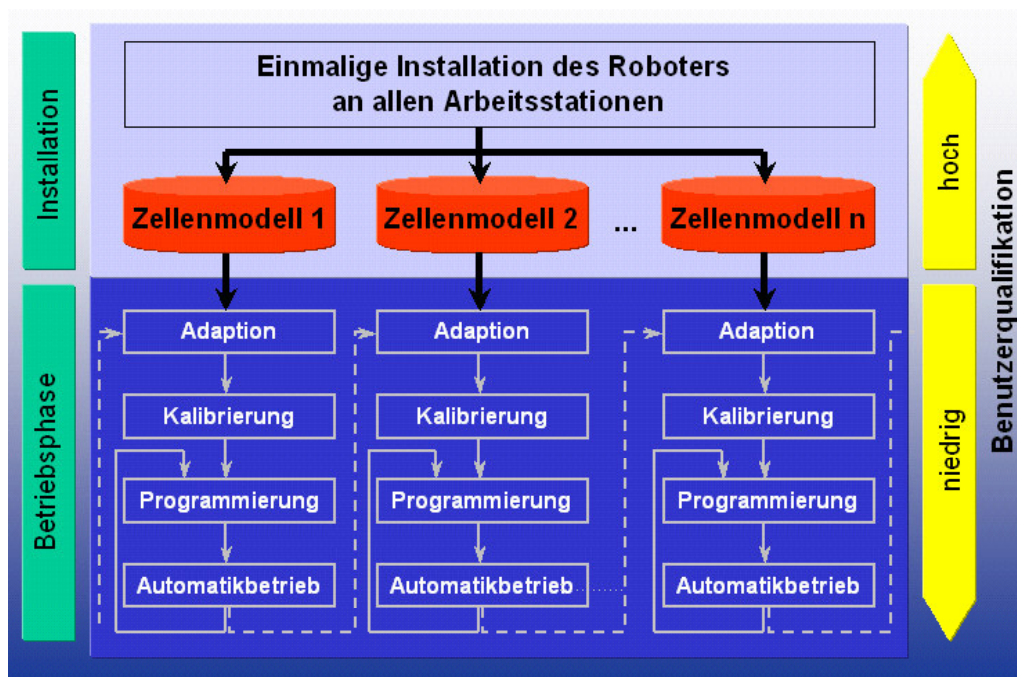 Einmalige Installation des Roboters
an allen Arbeitsstationen
Installation
hoch
Zellenmodell 1
Zellenmodell 2
...
Zellenmodell n
Benutzerqualifikation
Betriebsphase
niedrig
Adaption
Kalibrierung
Programmierung
Automatikbetrieb
Adaption
Kalibrierung
Programmierung
Automatikbetrieb
Adaption
Kalibrierung
Programmierung
Automatikbetrieb